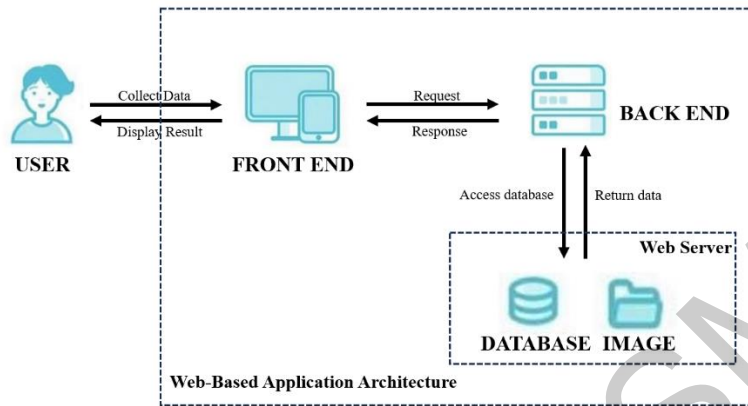 Collect Data
Display Result
USER
FRONT END
Request
Response
BACK END
Access database
Return data
Web Server
DATABASE
IMAGE
Web-Based Application Architecture